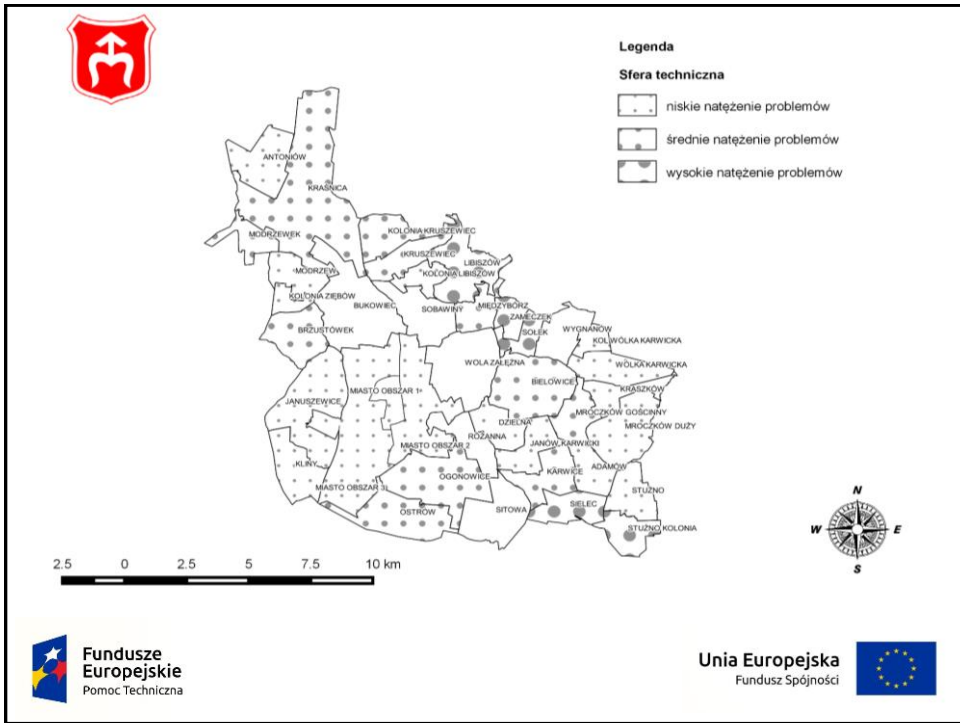 Legenda
Sfera techniczna
niskie natężenie problemów
średnie natężenie problemów
wysokie natężenie problemów
ANTONIÓW
KRAŚNICA
MODRZEWEK
KOLONIA KRUSZEWIEC
KRUSZEWIEC
LIBISZÓW
KOLONIA LIBISZÓW
MODRZEW
KOLONIA ZIĘBÓW
BUKOWIEC
SOBAWINY
MIĘDZYBÓRZ
ZAMECZEK
SOŁEK
WYGNANÓW
KOL.WÓLKA KARWICKA
BRZUSTÓWEK
WOLA ZAŁĘŻNA
WÓLKA KARWICKA
BIELOWICE
KRASZKÓW
MIASTO OBSZAR 1
JANUSZEWICE
MROCZKÓW GOŚCINNY
DZIELNA
MROCZKÓW DUŻY
RÓŻANNA
JANÓW KARWICKI
MIASTO OBSZAR 2
KLINY
KARWICE
ADAMÓW
OGONOWICE
MIASTO OBSZAR 3
STUŻNO
OSTRÓW
SITOWA
SIELEC
STUŻNO KOLONIA
N
W E
S
2.5 0 2.5 5 7.5 10 km
Fundusze
Europejskie
Pomoc Techniczna
Unia Europejska
Fundusz Spójności